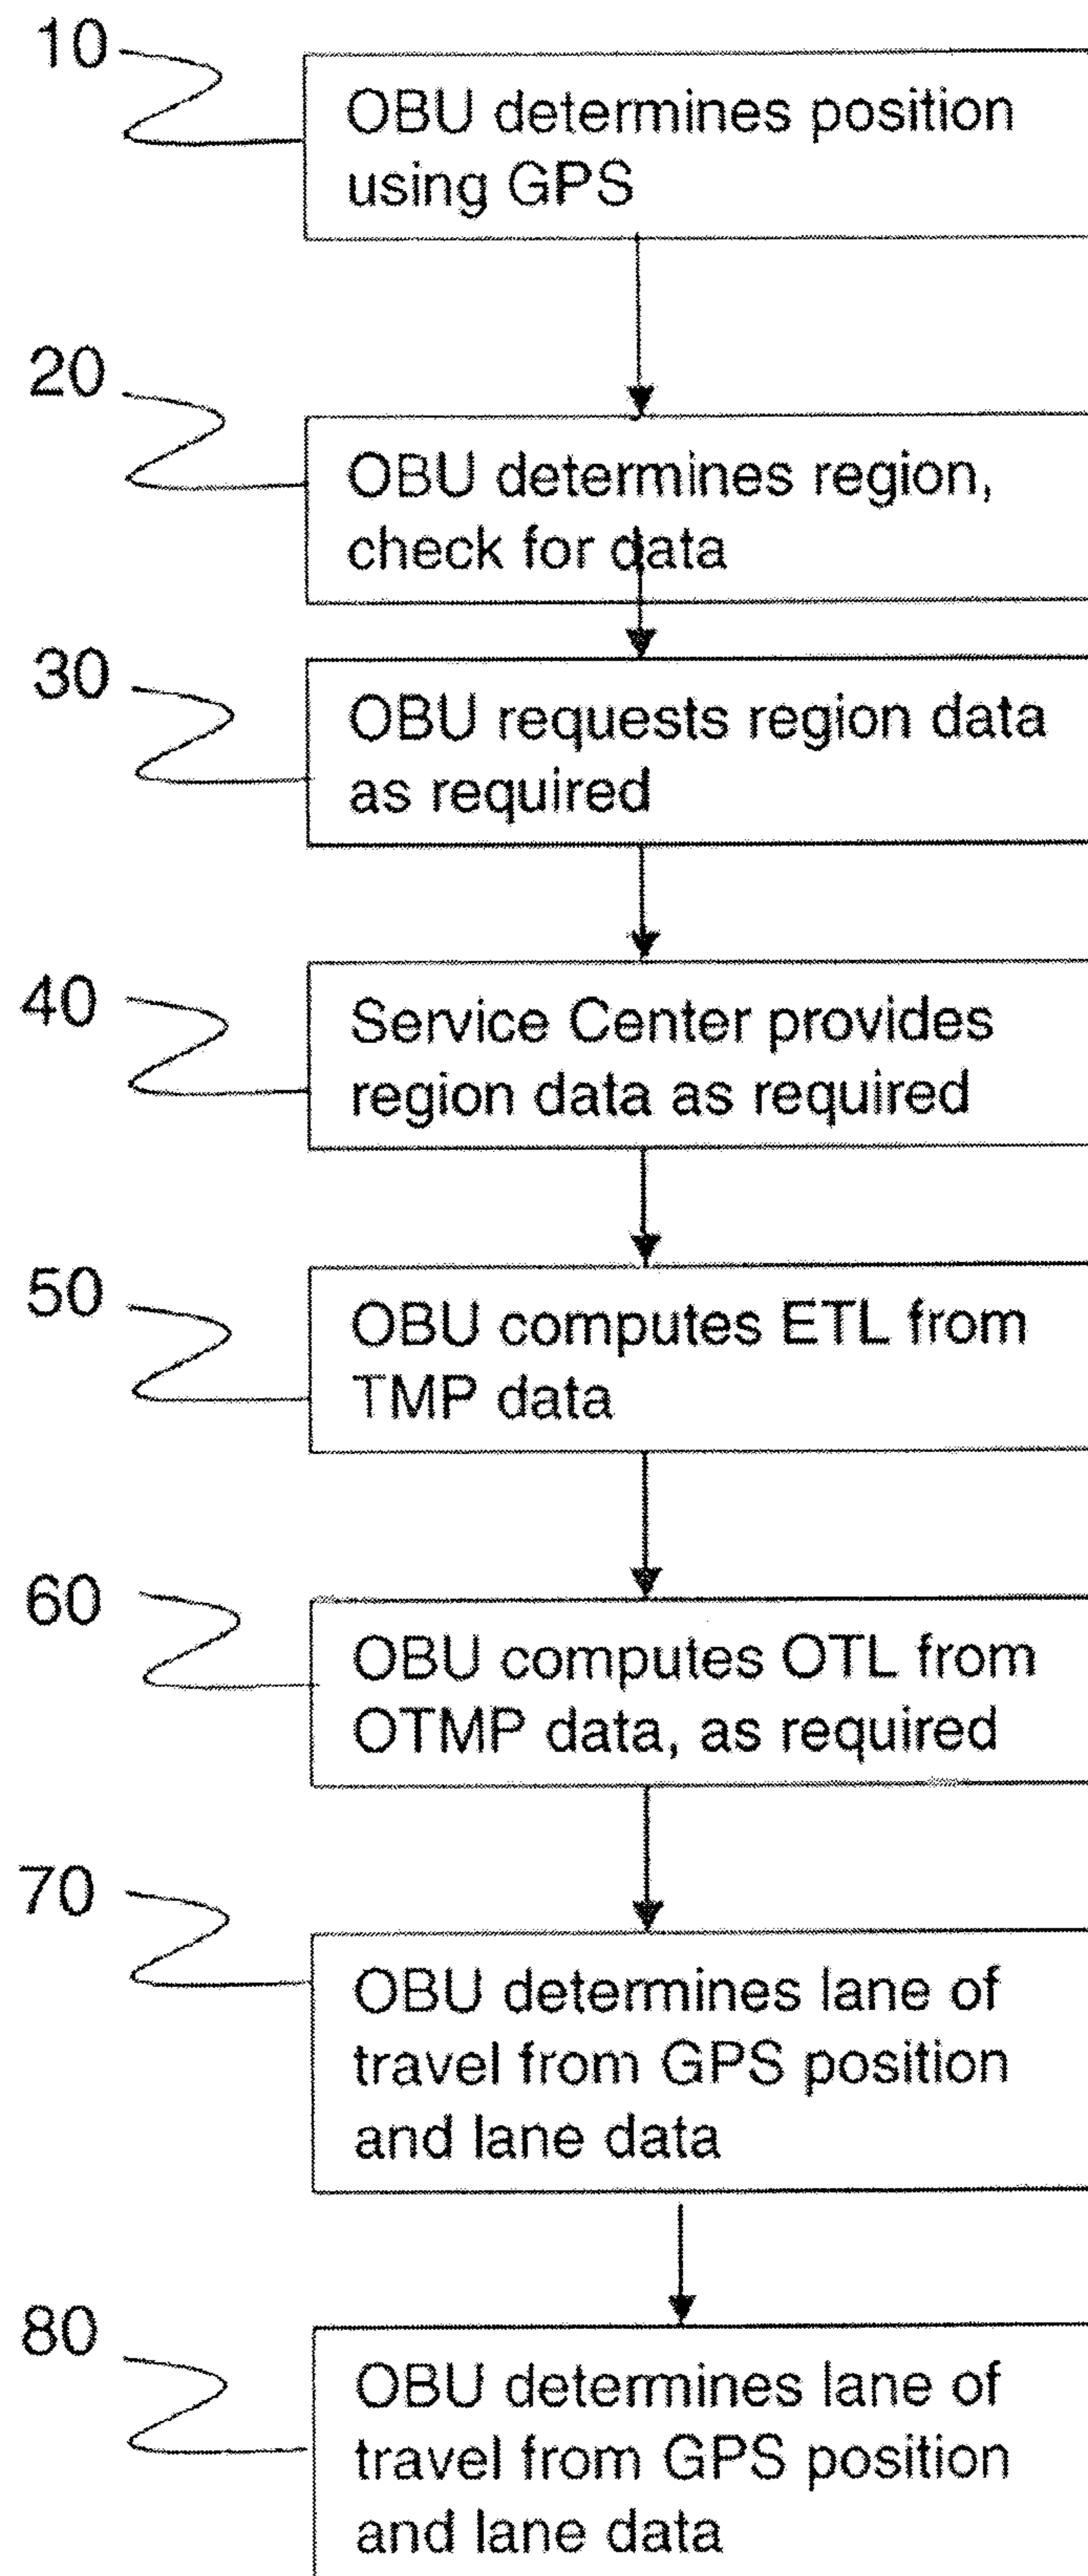 10
OBU determines position
using GPS
20
OBU determines region,
check for data
30
OBU requests region data
as required
40
Service Center provides
region data as required
50
OBU computes ETL from
TMP data
60
OBU computes OTL from
OTMP data, as required
70
OBU determines lane of
travel from GPS position
and lane data
80
OBU determines lane of
travel from GPS position
and lane data